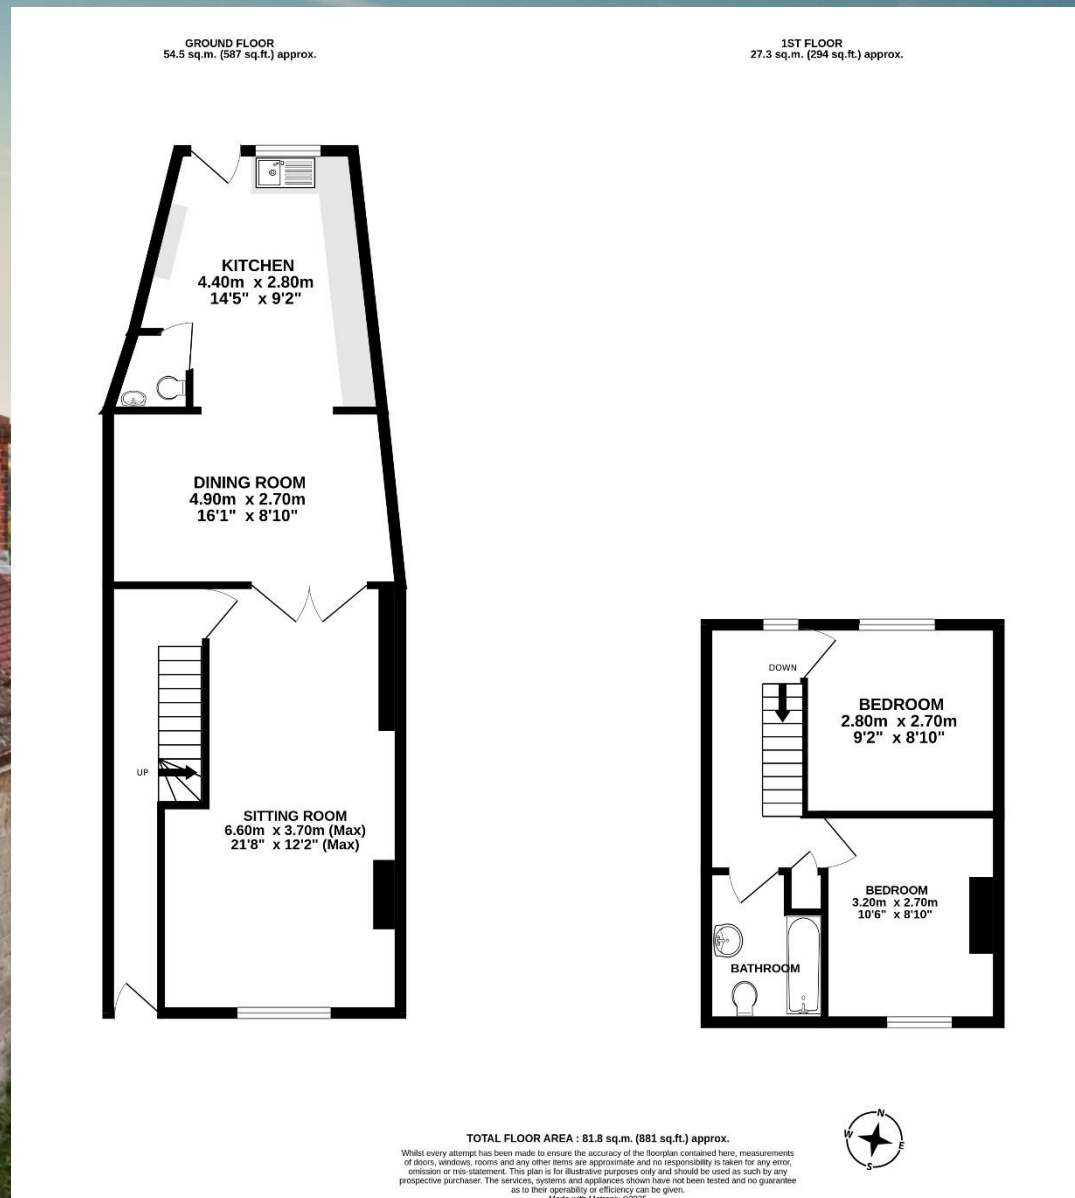 GROUND FLOOR
54.5 sq.m. (587 sq.ft.) approx.
1ST FLOOR
27.3 sq.m. (294 sq.ft.) approx.
KITCHEN
4.40m x 2.80m
14'5" x 9'2"
DINING ROOM
4.90m x 2.70m
16'1" x 8'10"
UP
SITTING ROOM
6.60m x 3.70m (Max)
21'8" x 12'2" (Max)
DOWN
BEDROOM
2.80m x 2.70m
9'2" x 8'10"
BEDROOM
3.20m x 2.70m
10'6" x 8'10"
BATHROOM
N
W
E
S
TOTAL FLOOR AREA : 81.8 sq.m. (881 sq.ft.) approx.
Whilst every attempt has been made to ensure the accuracy of the floorplan contained here, measurements
of doors, windows, rooms and any other items are approximate and no responsibility is taken for any error,
omission or mis-statement. This plan is for illustrative purposes only and should be used as such by any
prospective purchaser. The services, systems and appliances shown have not been tested and no guarantee
as to their operability or efficiency can be given.
Made with Metropix ©2025